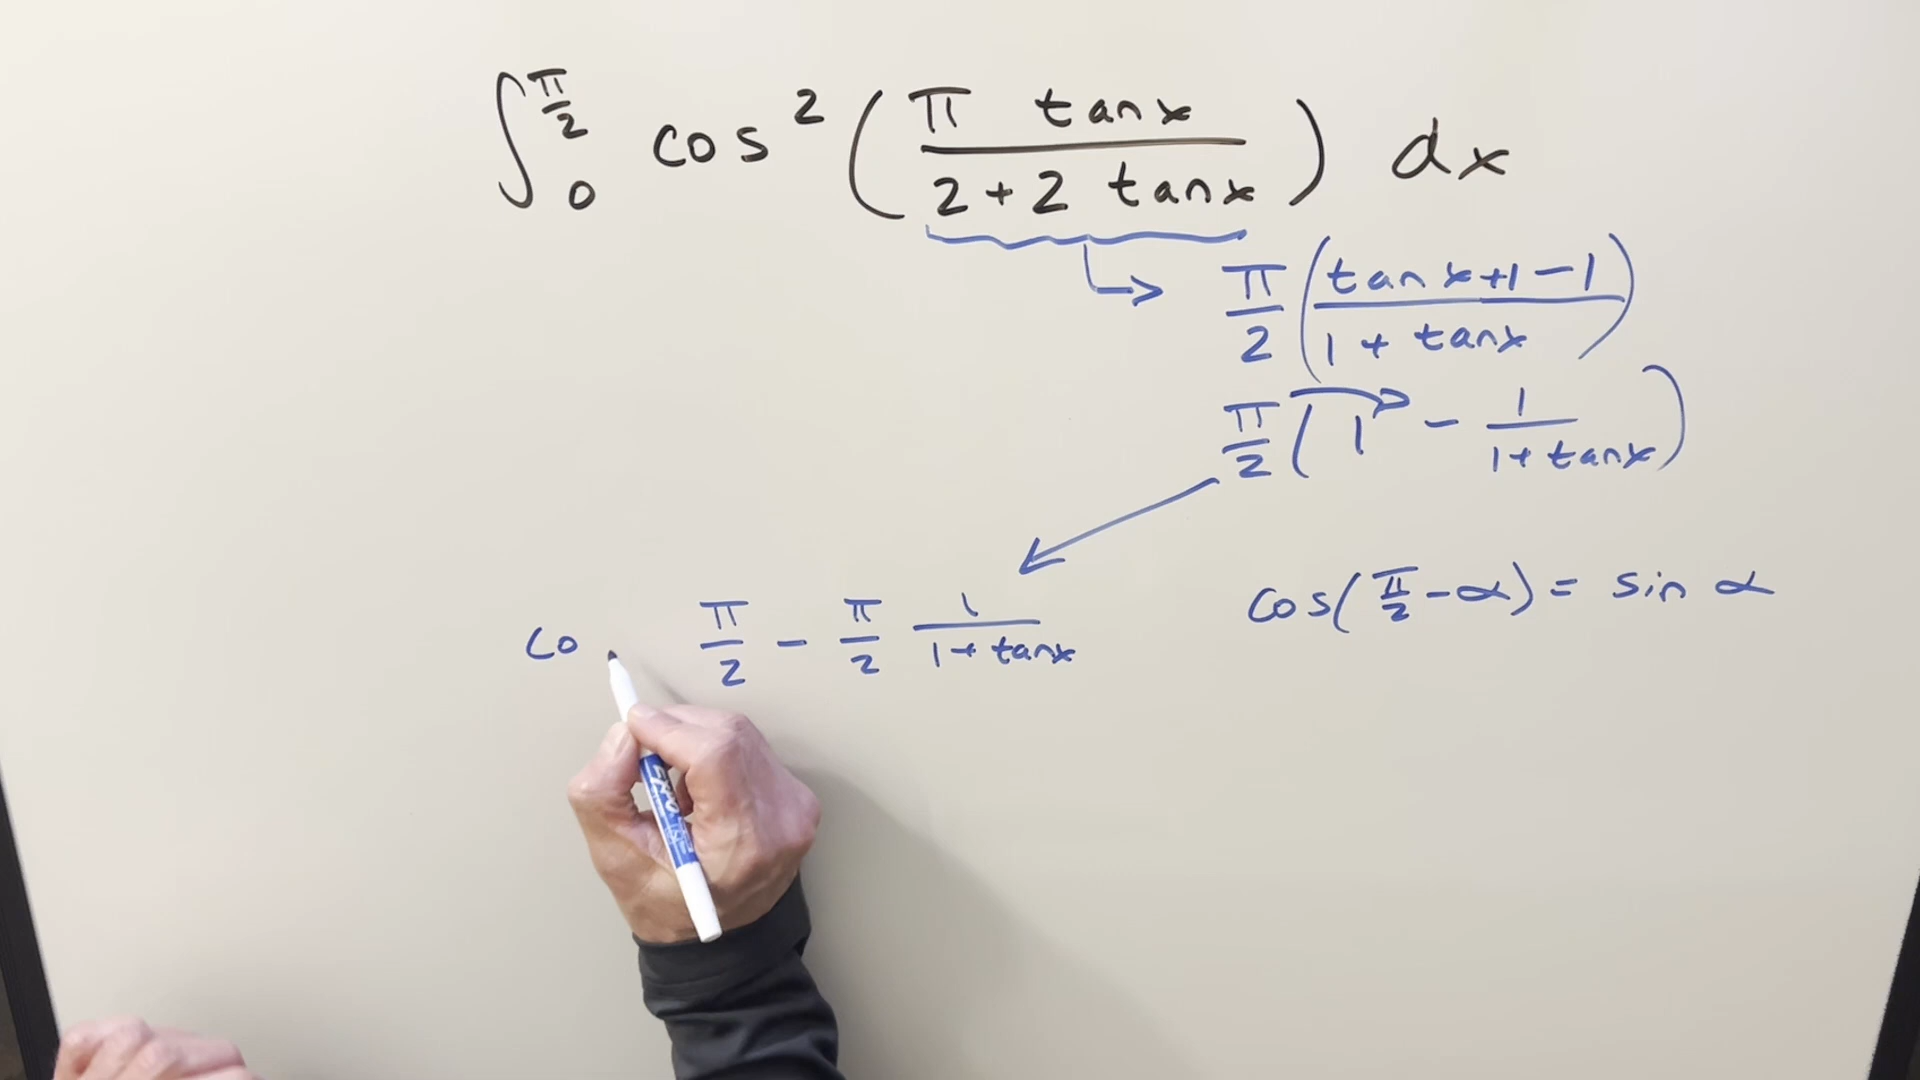 ∫₀^(π/2) cos² (π tanx / (2+2 tanx)) dx
π/2 ((tanx+1−1) / (1+ tanx))
π/2 (1 − 1/(1+tanx))
cos(π/2−α) = sin α
co π/2 − π/2 1/(1+tanx)
EXPO